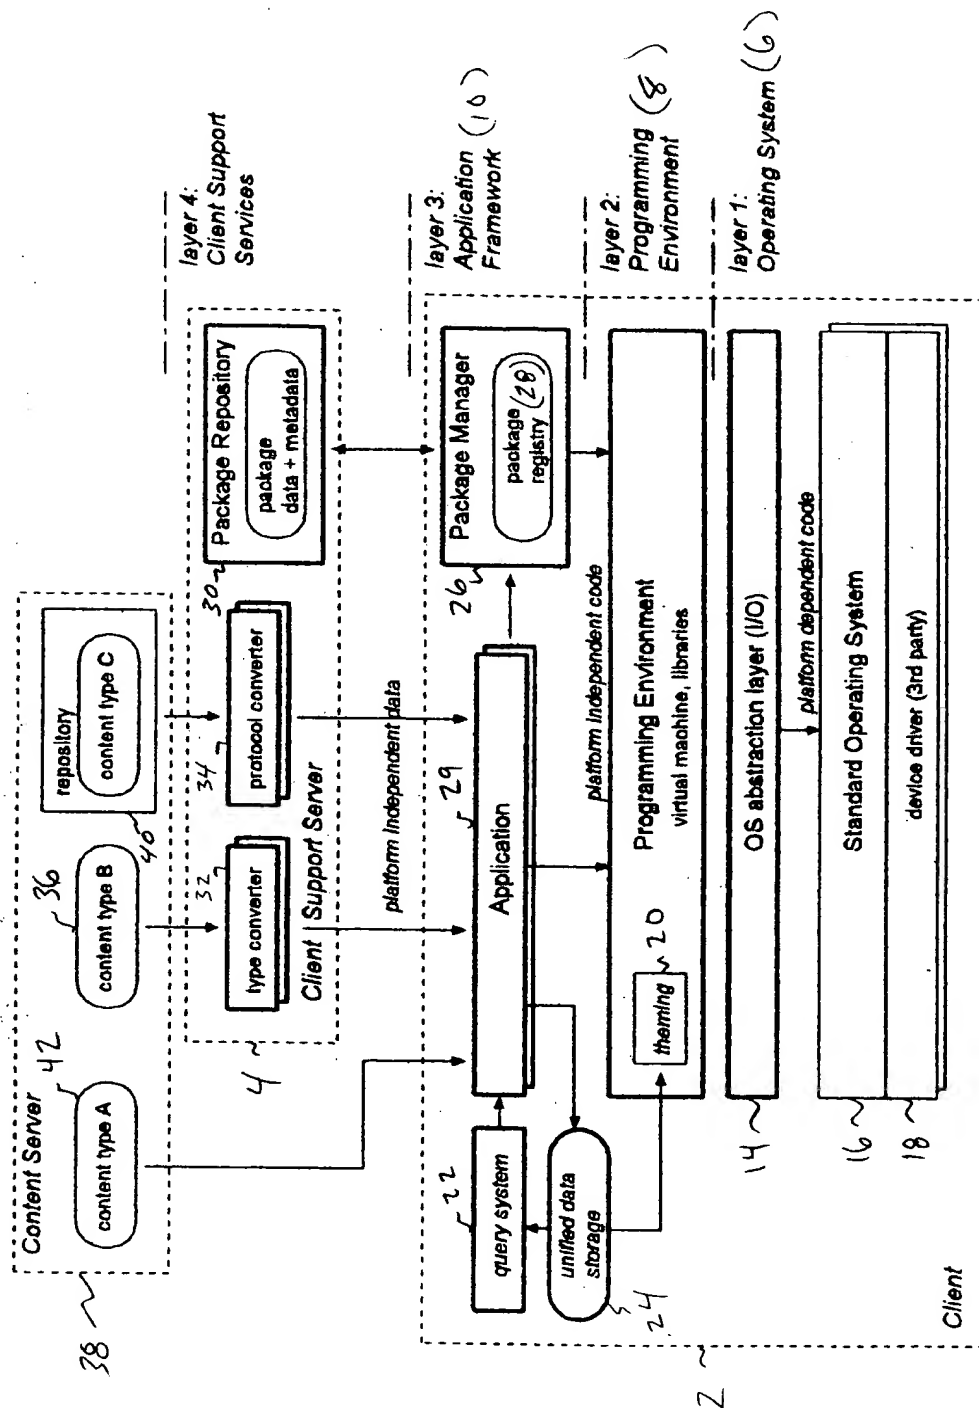 38
Content Server
42
content type A
36
content type B
40
repository
content type C
layer 4:
Client Support
Services
4
32
type converter
Client Support Server
34
protocol converter
30
Package Repository
package
data + metadata
platform independent data
layer 3:
Application (10)
Framework
22
query system
24
unified data
storage
29
Application
26
Package Manager
package (28)
registry
platform independent code
layer 2:
Programming (8)
Environment
Programming Environment
virtual machine, libraries
theming
20
layer 1:
Operating System (6)
14
OS abstraction layer (I/O)
platform dependent code
16
Standard Operating System
18
device driver (3rd party)
2
Client